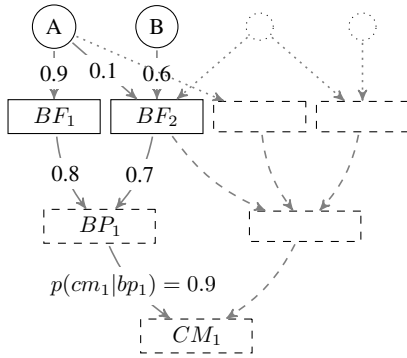 A B
0.9 0.1 0.6
BF₁ BF₂
0.8 0.7
BP₁
p(cm₁|bp₁) = 0.9
CM₁